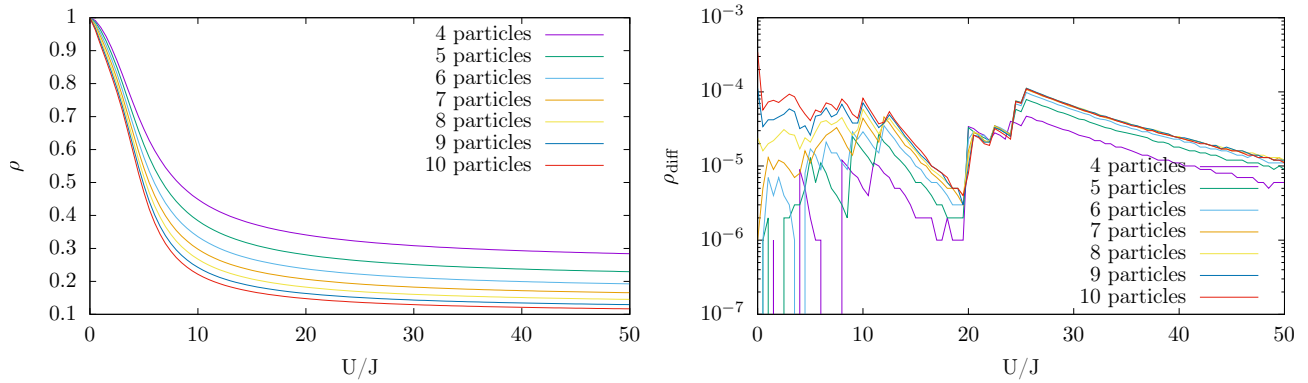 1
0.9
0.8
0.7
0.6
0.5
0.4
0.3
0.2
0.1
ρ
0 10 20 30 40 50
U/J
4 particles
5 particles
6 particles
7 particles
8 particles
9 particles
10 particles
10−3
10−4
10−5
10−6
10−7
ρdiff
0 10 20 30 40 50
U/J
4 particles
5 particles
6 particles
7 particles
8 particles
9 particles
10 particles